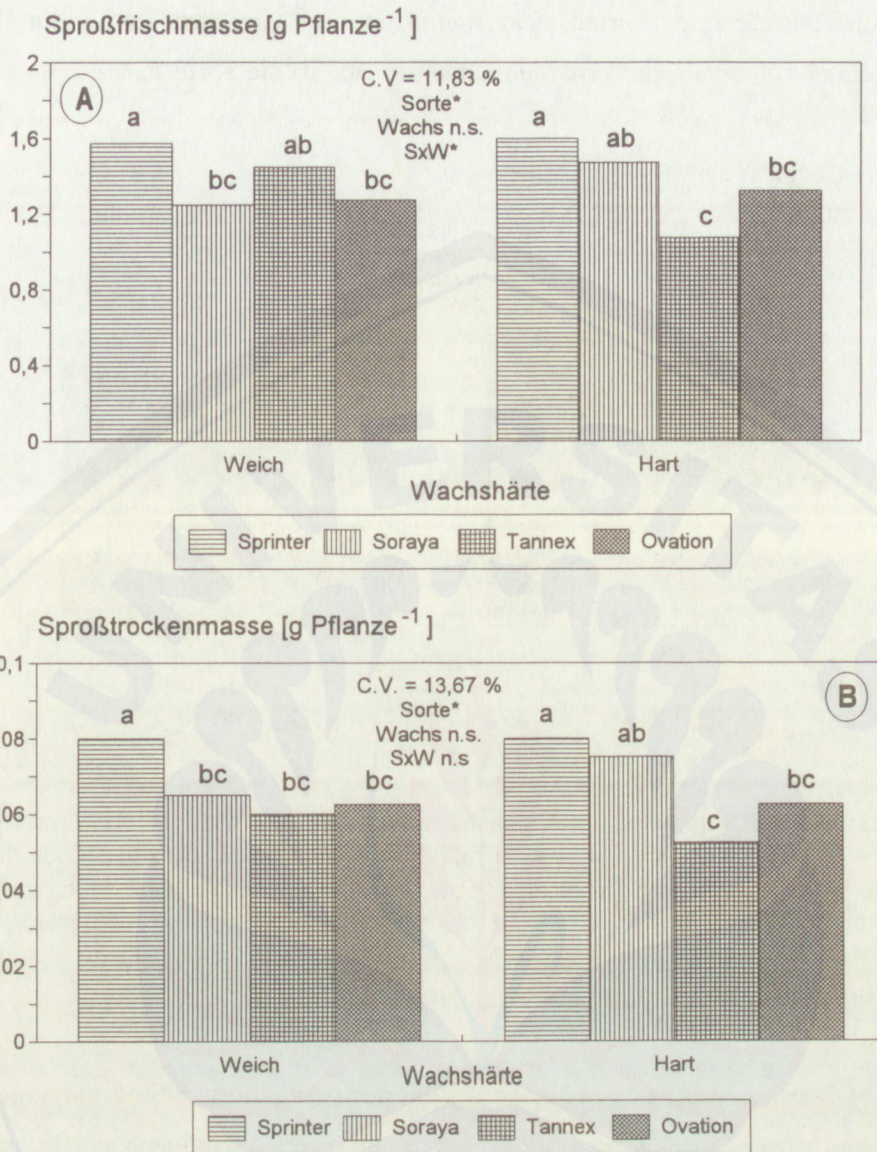 Sproßfrischmasse [g Pflanze -1 ]
2
1,6
1,2
0,8
0,4
0
A
C.V = 11,83 %
Sorte*
Wachs n.s.
SxW*
a bc ab bc a ab c bc
Weich Hart
Wachshärte
Sprinter Soraya Tannex Ovation
Sproßtrockenmasse [g Pflanze -1 ]
0,1
08
06
04
02
0
C.V. = 13,67 %
Sorte*
Wachs n.s.
SxW n.s
B
a bc bc bc a ab c bc
Weich Hart
Wachshärte
Sprinter Soraya Tannex Ovation
UNIVERSITA